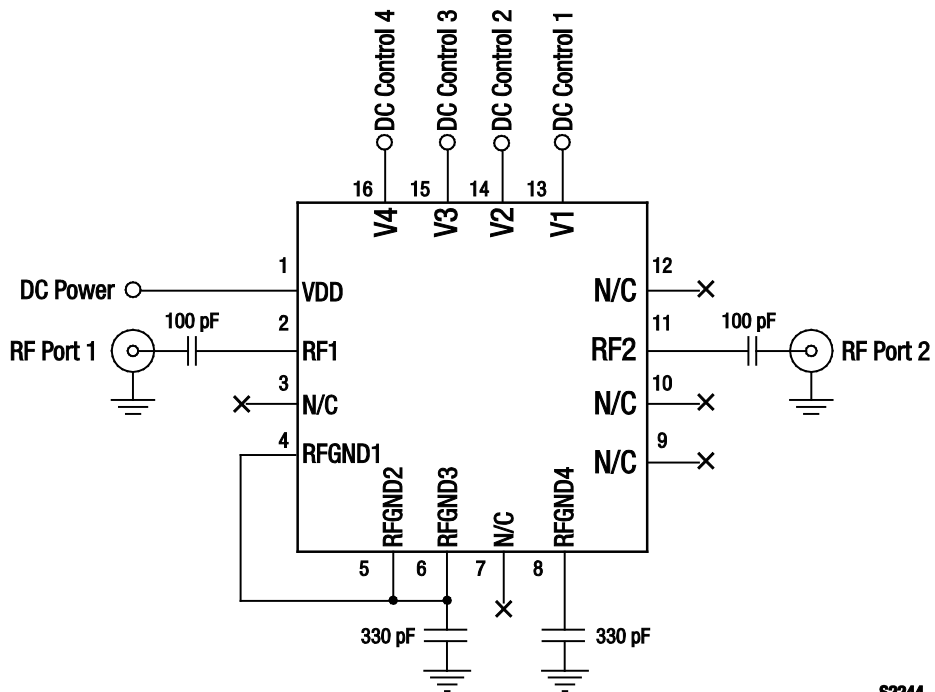 DC Control 4
DC Control 3
DC Control 2
DC Control 1
16
15
14
13
V4
V3
V2
V1
1
DC Power
VDD
12
N/C
100 pF
2
RF Port 1
RF1
11
100 pF
RF2
RF Port 2
3
N/C
10
N/C
4
RFGND1
9
N/C
RFGND2
RFGND3
N/C
RFGND4
5
6
7
8
330 pF
330 pF